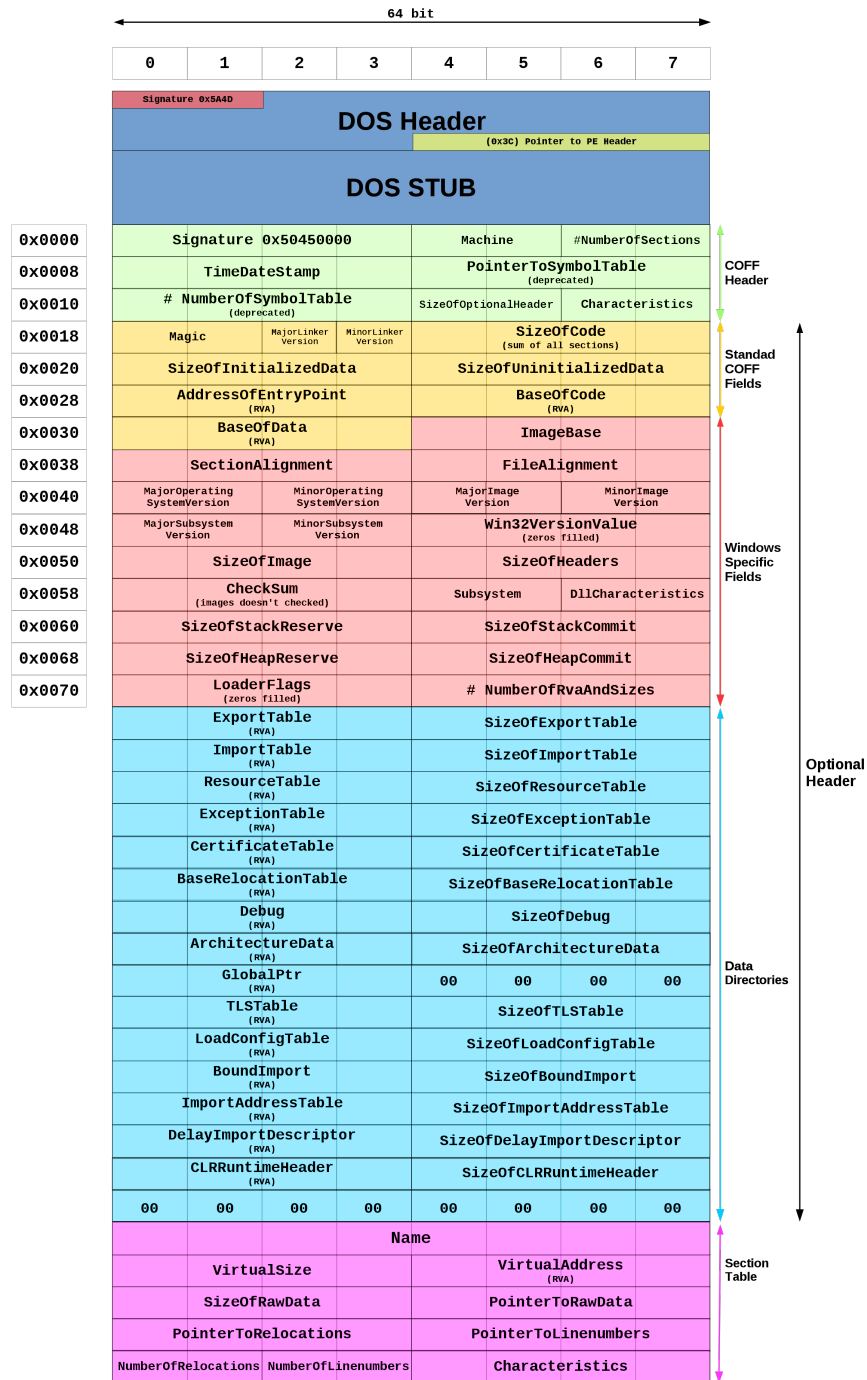 64 bit
0 1 2 3 4 5 6 7
Signature 0x5A4D
DOS Header
(0x3C) Pointer to PE Header
DOS STUB
0x0000 Signature 0x50450000 Machine #NumberOfSections
0x0008 TimeDateStamp PointerToSymbolTable
(deprecated)
COFF
Header
0x0010 # NumberOfSymbolTable
(deprecated)
SizeOfOptionalHeader Characteristics
0x0018 Magic MajorLinker
Version
MinorLinker
Version
SizeOfCode
(sum of all sections)
0x0020 SizeOfInitializedData SizeOfUninitializedData
Standad
COFF
Fields
0x0028 AddressOfEntryPoint
(RVA)
BaseOfCode
(RVA)
0x0030 BaseOfData
(RVA)
ImageBase
0x0038 SectionAlignment FileAlignment
0x0040 MajorOperating
SystemVersion
MinorOperating
SystemVersion
MajorImage
Version
MinorImage
Version
0x0048 MajorSubsystem
Version
MinorSubsystem
Version
Win32VersionValue
(zeros filled)
0x0050 SizeOfImage SizeOfHeaders
Windows
Specific
Fields
0x0058 CheckSum
(images doesn't checked)
Subsystem DllCharacteristics
0x0060 SizeOfStackReserve SizeOfStackCommit
0x0068 SizeOfHeapReserve SizeOfHeapCommit
0x0070 LoaderFlags
(zeros filled)
# NumberOfRvaAndSizes
ExportTable
(RVA)
SizeOfExportTable
ImportTable
(RVA)
SizeOfImportTable
Optional
Header
ResourceTable
(RVA)
SizeOfResourceTable
ExceptionTable
(RVA)
SizeOfExceptionTable
CertificateTable
(RVA)
SizeOfCertificateTable
BaseRelocationTable
(RVA)
SizeOfBaseRelocationTable
Debug
(RVA)
SizeOfDebug
ArchitectureData
(RVA)
SizeOfArchitectureData
Data
Directories
GlobalPtr
(RVA)
00 00 00 00
TLSTable
(RVA)
SizeOfTLSTable
LoadConfigTable
(RVA)
SizeOfLoadConfigTable
BoundImport
(RVA)
SizeOfBoundImport
ImportAddressTable
(RVA)
SizeOfImportAddressTable
DelayImportDescriptor
(RVA)
SizeOfDelayImportDescriptor
CLRRuntimeHeader
(RVA)
SizeOfCLRRuntimeHeader
00 00 00 00 00 00 00 00
Name
VirtualSize VirtualAddress
(RVA)
Section
Table
SizeOfRawData PointerToRawData
PointerToRelocations PointerToLinenumbers
NumberOfRelocations NumberOfLinenumbers Characteristics